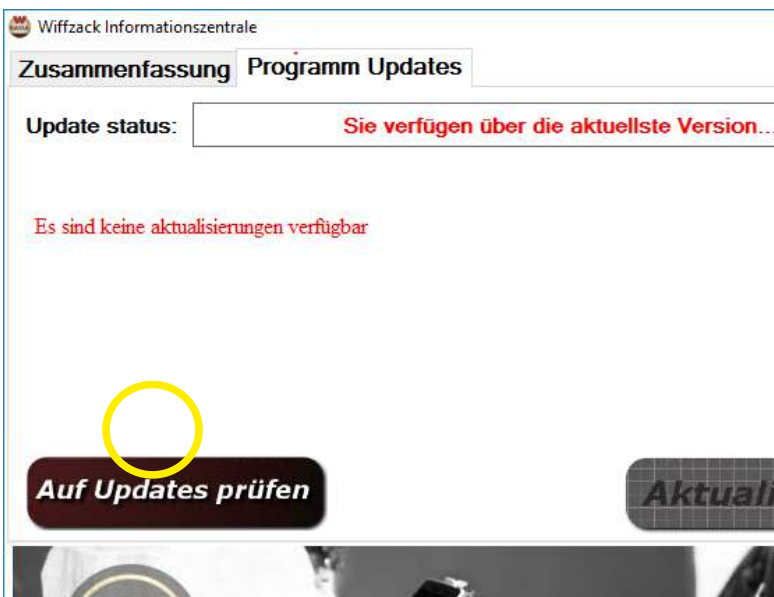 Wiffzack Informationszentrale
Zusammenfassung Programm Updates
Update status: Sie verfügen über die aktuellste Version...
Es sind keine aktualisierungen verfügbar
Auf Updates prüfen